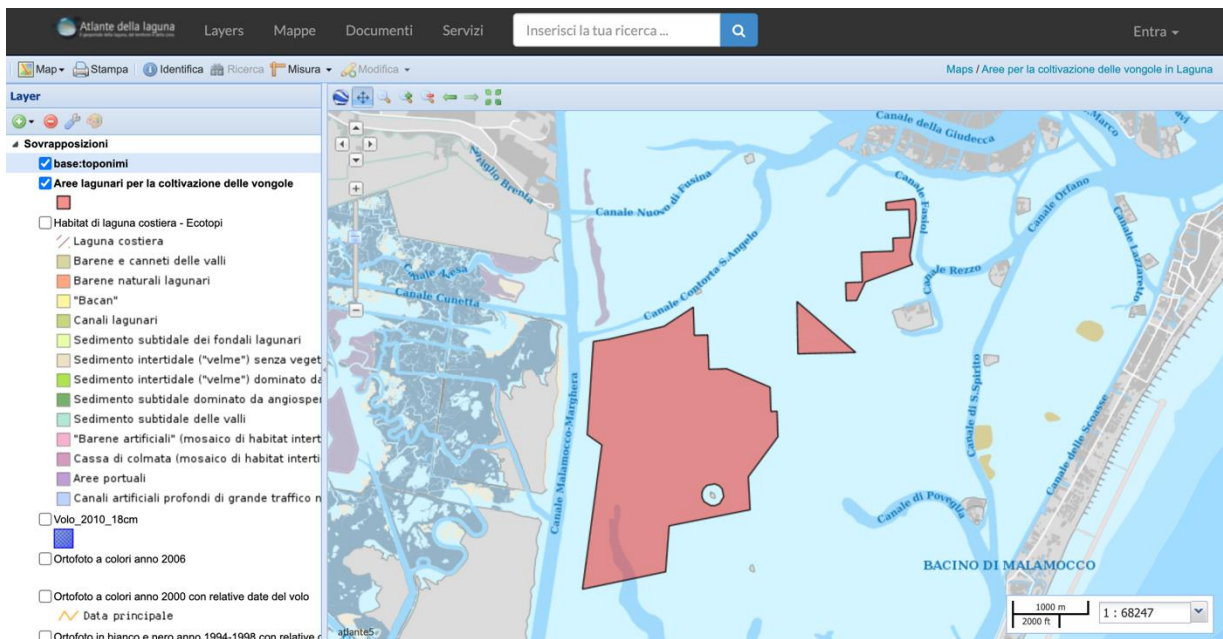 Atlante della laguna
Layers
Mappe
Documenti
Servizi
Inserisci la tua ricerca ...
Entra
Map
Stampa
Identifica
Ricerca
Misura
Modifica
Maps / Aree per la coltivazione delle vongole in Laguna
Layer
Sovrapposizioni
base:toponimi
Aree lagunari per la coltivazione delle vongole
Habitat di laguna costiera - Ecotopi
Laguna costiera
Barene e canneti delle valli
Barene naturali lagunari
"Bacan"
Canali lagunari
Sedimento subtidale dei fondali lagunari
Sedimento intertidale ("velme") senza veget
Sedimento intertidale ("velme") dominato da
Sedimento subtidale dominato da angiosper
Sedimento subtidale delle valli
"Barene artificiali" (mosaico di habitat intert
Cassa di colmata (mosaico di habitat interti
Aree portuali
Canali artificiali profondi di grande traffico n
Volo_2010_18cm
Ortofoto a colori anno 2006
Ortofoto a colori anno 2000 con relative date del volo
Data principale
Ortofoto in bianco e nero anno 1994-1998 con relative
Canale della Giudecca
Marco
Naviglio Brenta
Canale Nuovo di Fusina
Canale Fasiol
Canale Orfano
Canale Lazzaretto
Canale Rezzo
Canale Contorta S.Angelo
Canale Cunetta
Canale Malamocco-Marghera
Canale di S.Spirito
Canale delle Scoasse
Canale di Poveglia
BACINO DI MALAMOCCO
1000 m
2000 ft
1 : 68247
atlante5